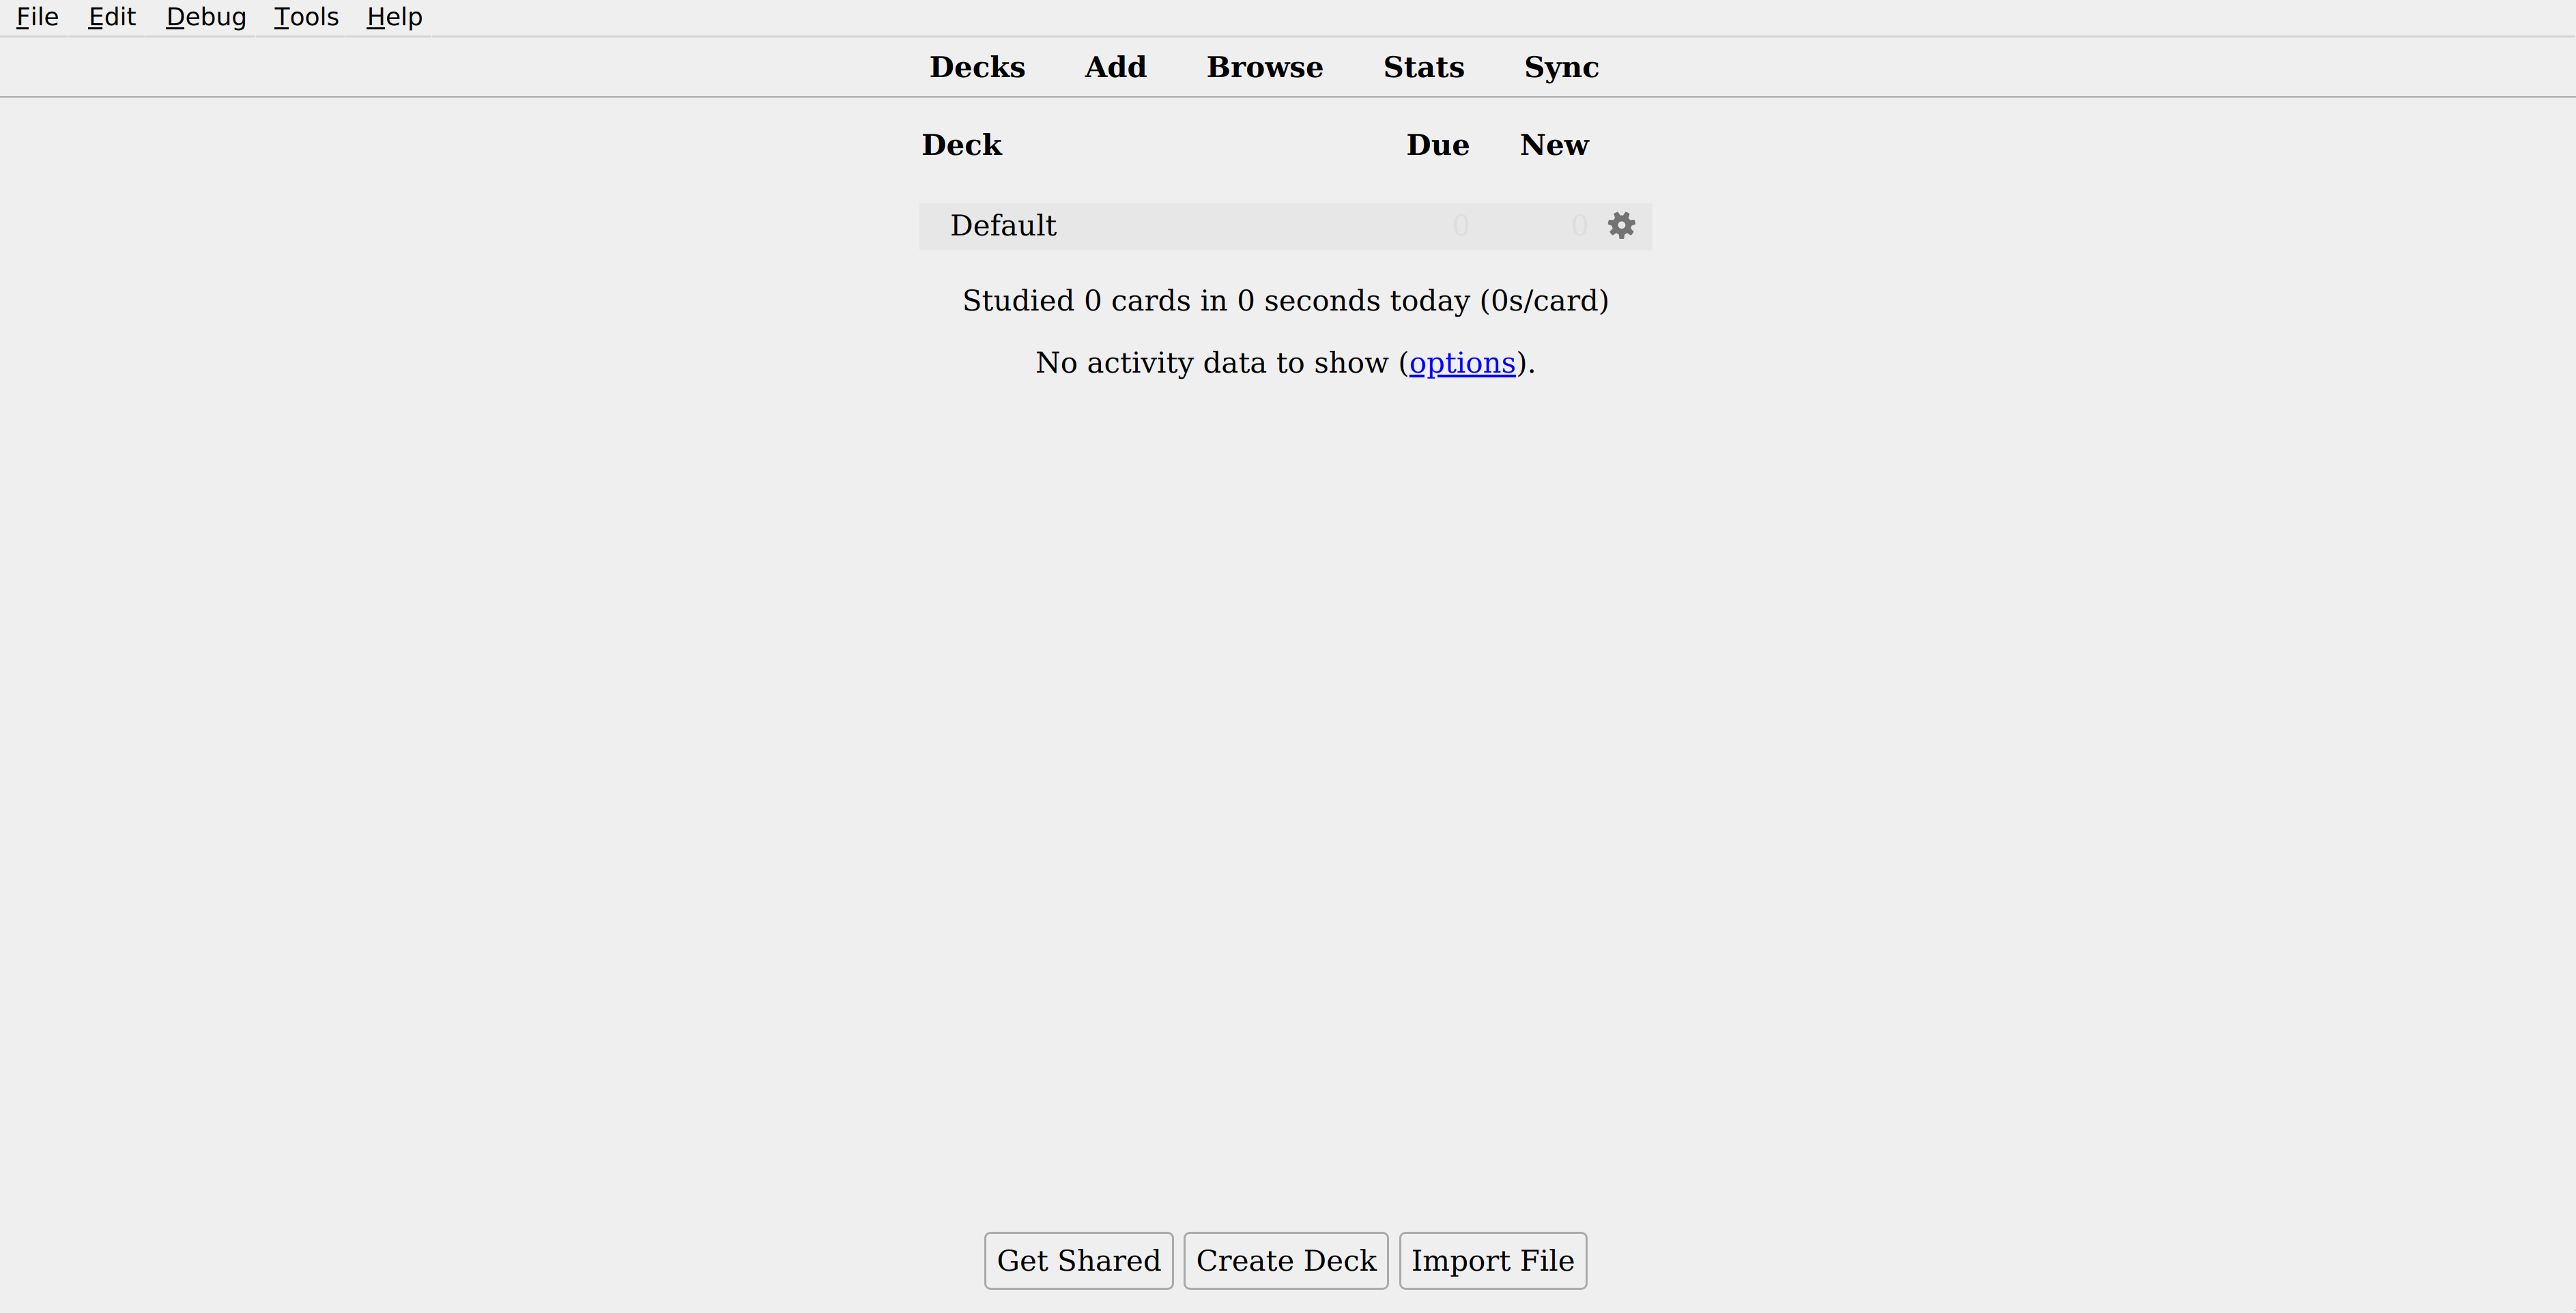 File Edit Debug Tools Help
Decks Add Browse Stats Sync
Deck Due New
Default 0 0
Studied 0 cards in 0 seconds today (0s/card)
No activity data to show (options).
Get Shared Create Deck Import File